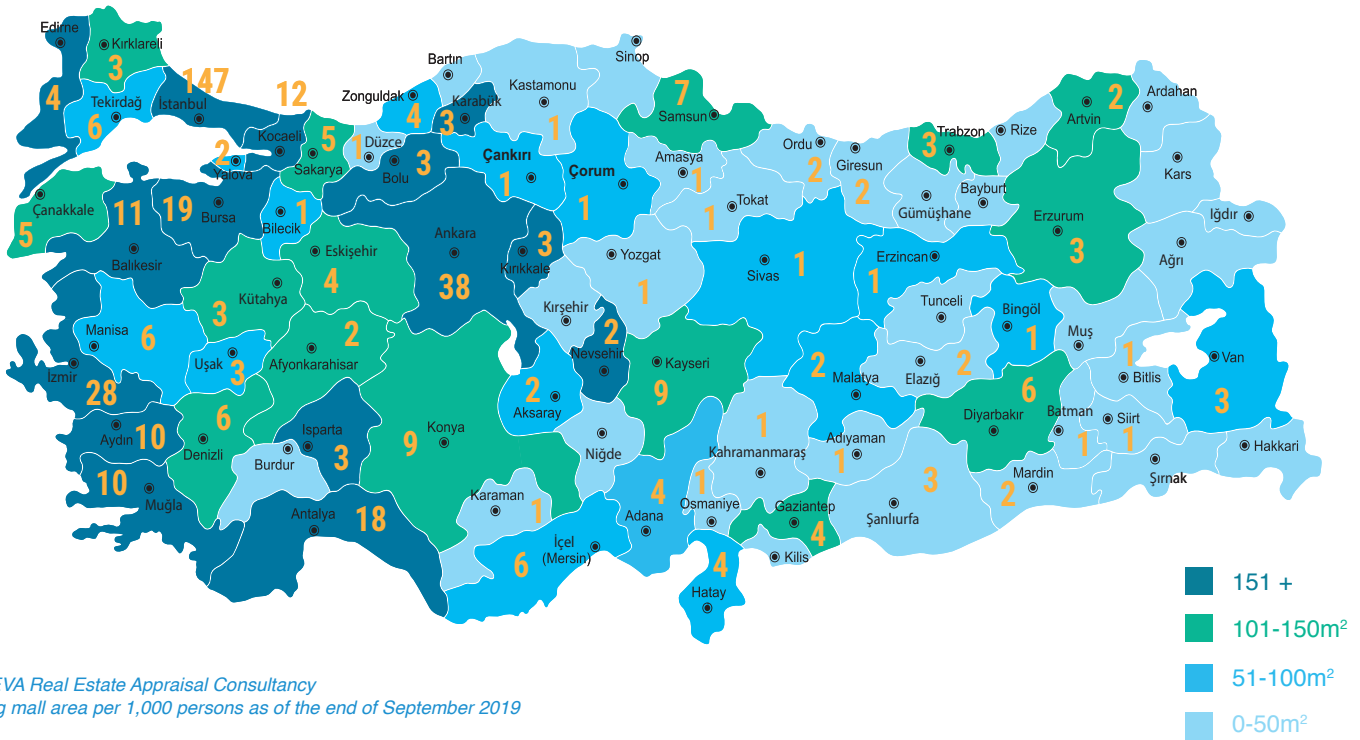 Edirne
Kırklareli
3
4
Tekirdağ
6
147
İstanbul
12
Kocaeli
2
Yalova
5
Sakarya
1
Düzce
Bolu
3
Zonguldak
4
Bartın
Karabük
3
Kastamonu
1
Sinop
7
Samsun
Çankırı
1
Çorum
1
Amasya
1
Tokat
1
Ordu
2
Giresun
2
Trabzon
3
Gümüşhane
Bayburt
Rize
Artvin
2
Ardahan
Kars
Iğdır
Ağrı
Erzurum
3
Erzincan
1
Sivas
1
Yozgat
1
Kırıkkale
3
Ankara
38
Eskişehir
4
Bilecik
1
Bursa
19
11
Balıkesir
Çanakkale
5
Kütahya
3
Manisa
6
Uşak
3
Afyonkarahisar
2
İzmir
28
Aydın
10
10
Muğla
Denizli
6
Burdur
Isparta
3
Antalya
18
Konya
9
Karaman
1
Aksaray
2
Kırşehir
Nevşehir
2
Niğde
Kayseri
9
İçel
(Mersin)
6
Adana
4
Osmaniye
1
Hatay
4
Kahramanmaraş
1
Gaziantep
4
Kilis
Adıyaman
1
Malatya
2
Şanlıurfa
3
Elazığ
2
Tunceli
Bingöl
1
Muş
Diyarbakır
6
Batman
1
Mardin
2
Siirt
1
Bitlis
1
Van
3
Hakkari
Şırnak
151 +
101-150m²
51-100m²
0-50m²
EVA Real Estate Appraisal Consultancy
mall area per 1,000 persons as of the end of September 2019